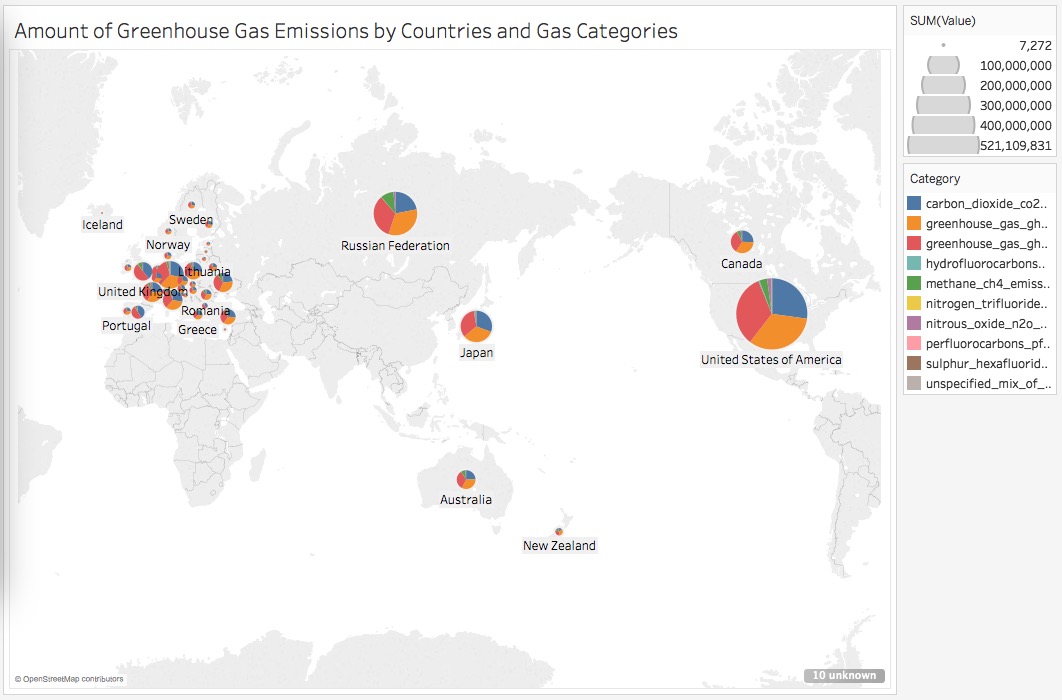 Amount of Greenhouse Gas Emissions by Countries and Gas Categories
Iceland
Sweden
Norway
Lithuania
United Kingdom
Romania
Portugal
Greece
Russian Federation
Japan
Canada
United States of America
Australia
New Zealand
© OpenStreetMap contributors
10 unknown
SUM(Value)
7,272
100,000,000
200,000,000
300,000,000
400,000,000
521,109,831
Category
carbon_dioxide_co2..
greenhouse_gas_gh..
greenhouse_gas_gh..
hydrofluorocarbons..
methane_ch4_emiss..
nitrogen_trifluoride..
nitrous_oxide_n2o_..
perfluorocarbons_pf..
sulphur_hexafluorid..
unspecified_mix_of_..